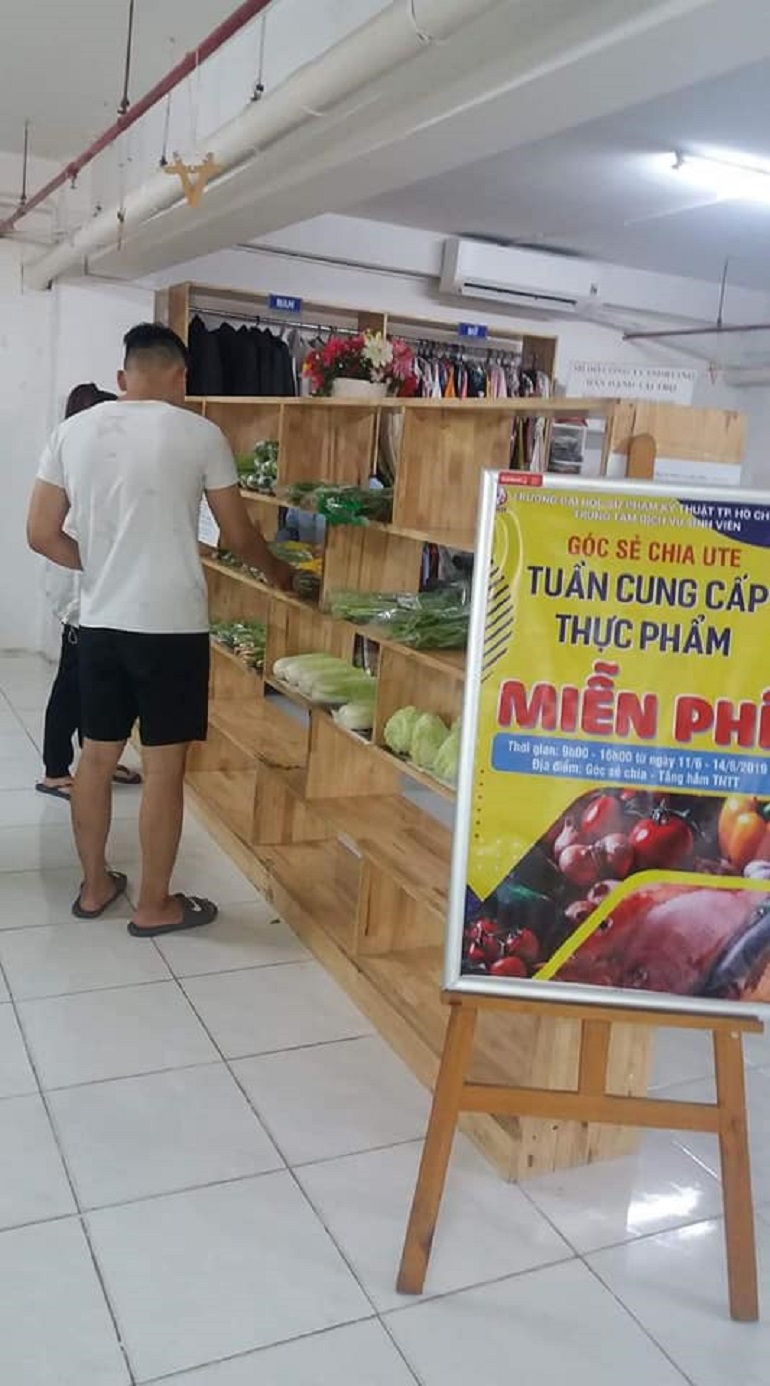 NAM
NỮ
TRƯỜNG ĐẠI HỌC SƯ PHẠM KỸ THUẬT TP. HỒ CH
TRUNG TÂM DỊCH VỤ SINH VIÊN
GÓC SẺ CHIA UTE
TUẦN CUNG CẤP
THỰC PHẨM
MIỄN PHÍ
Thời gian: 9h00 - 16h00 từ ngày 11/6 - 14/6/2019
Địa điểm: Góc sẻ chia - Tầng hầm TNTT